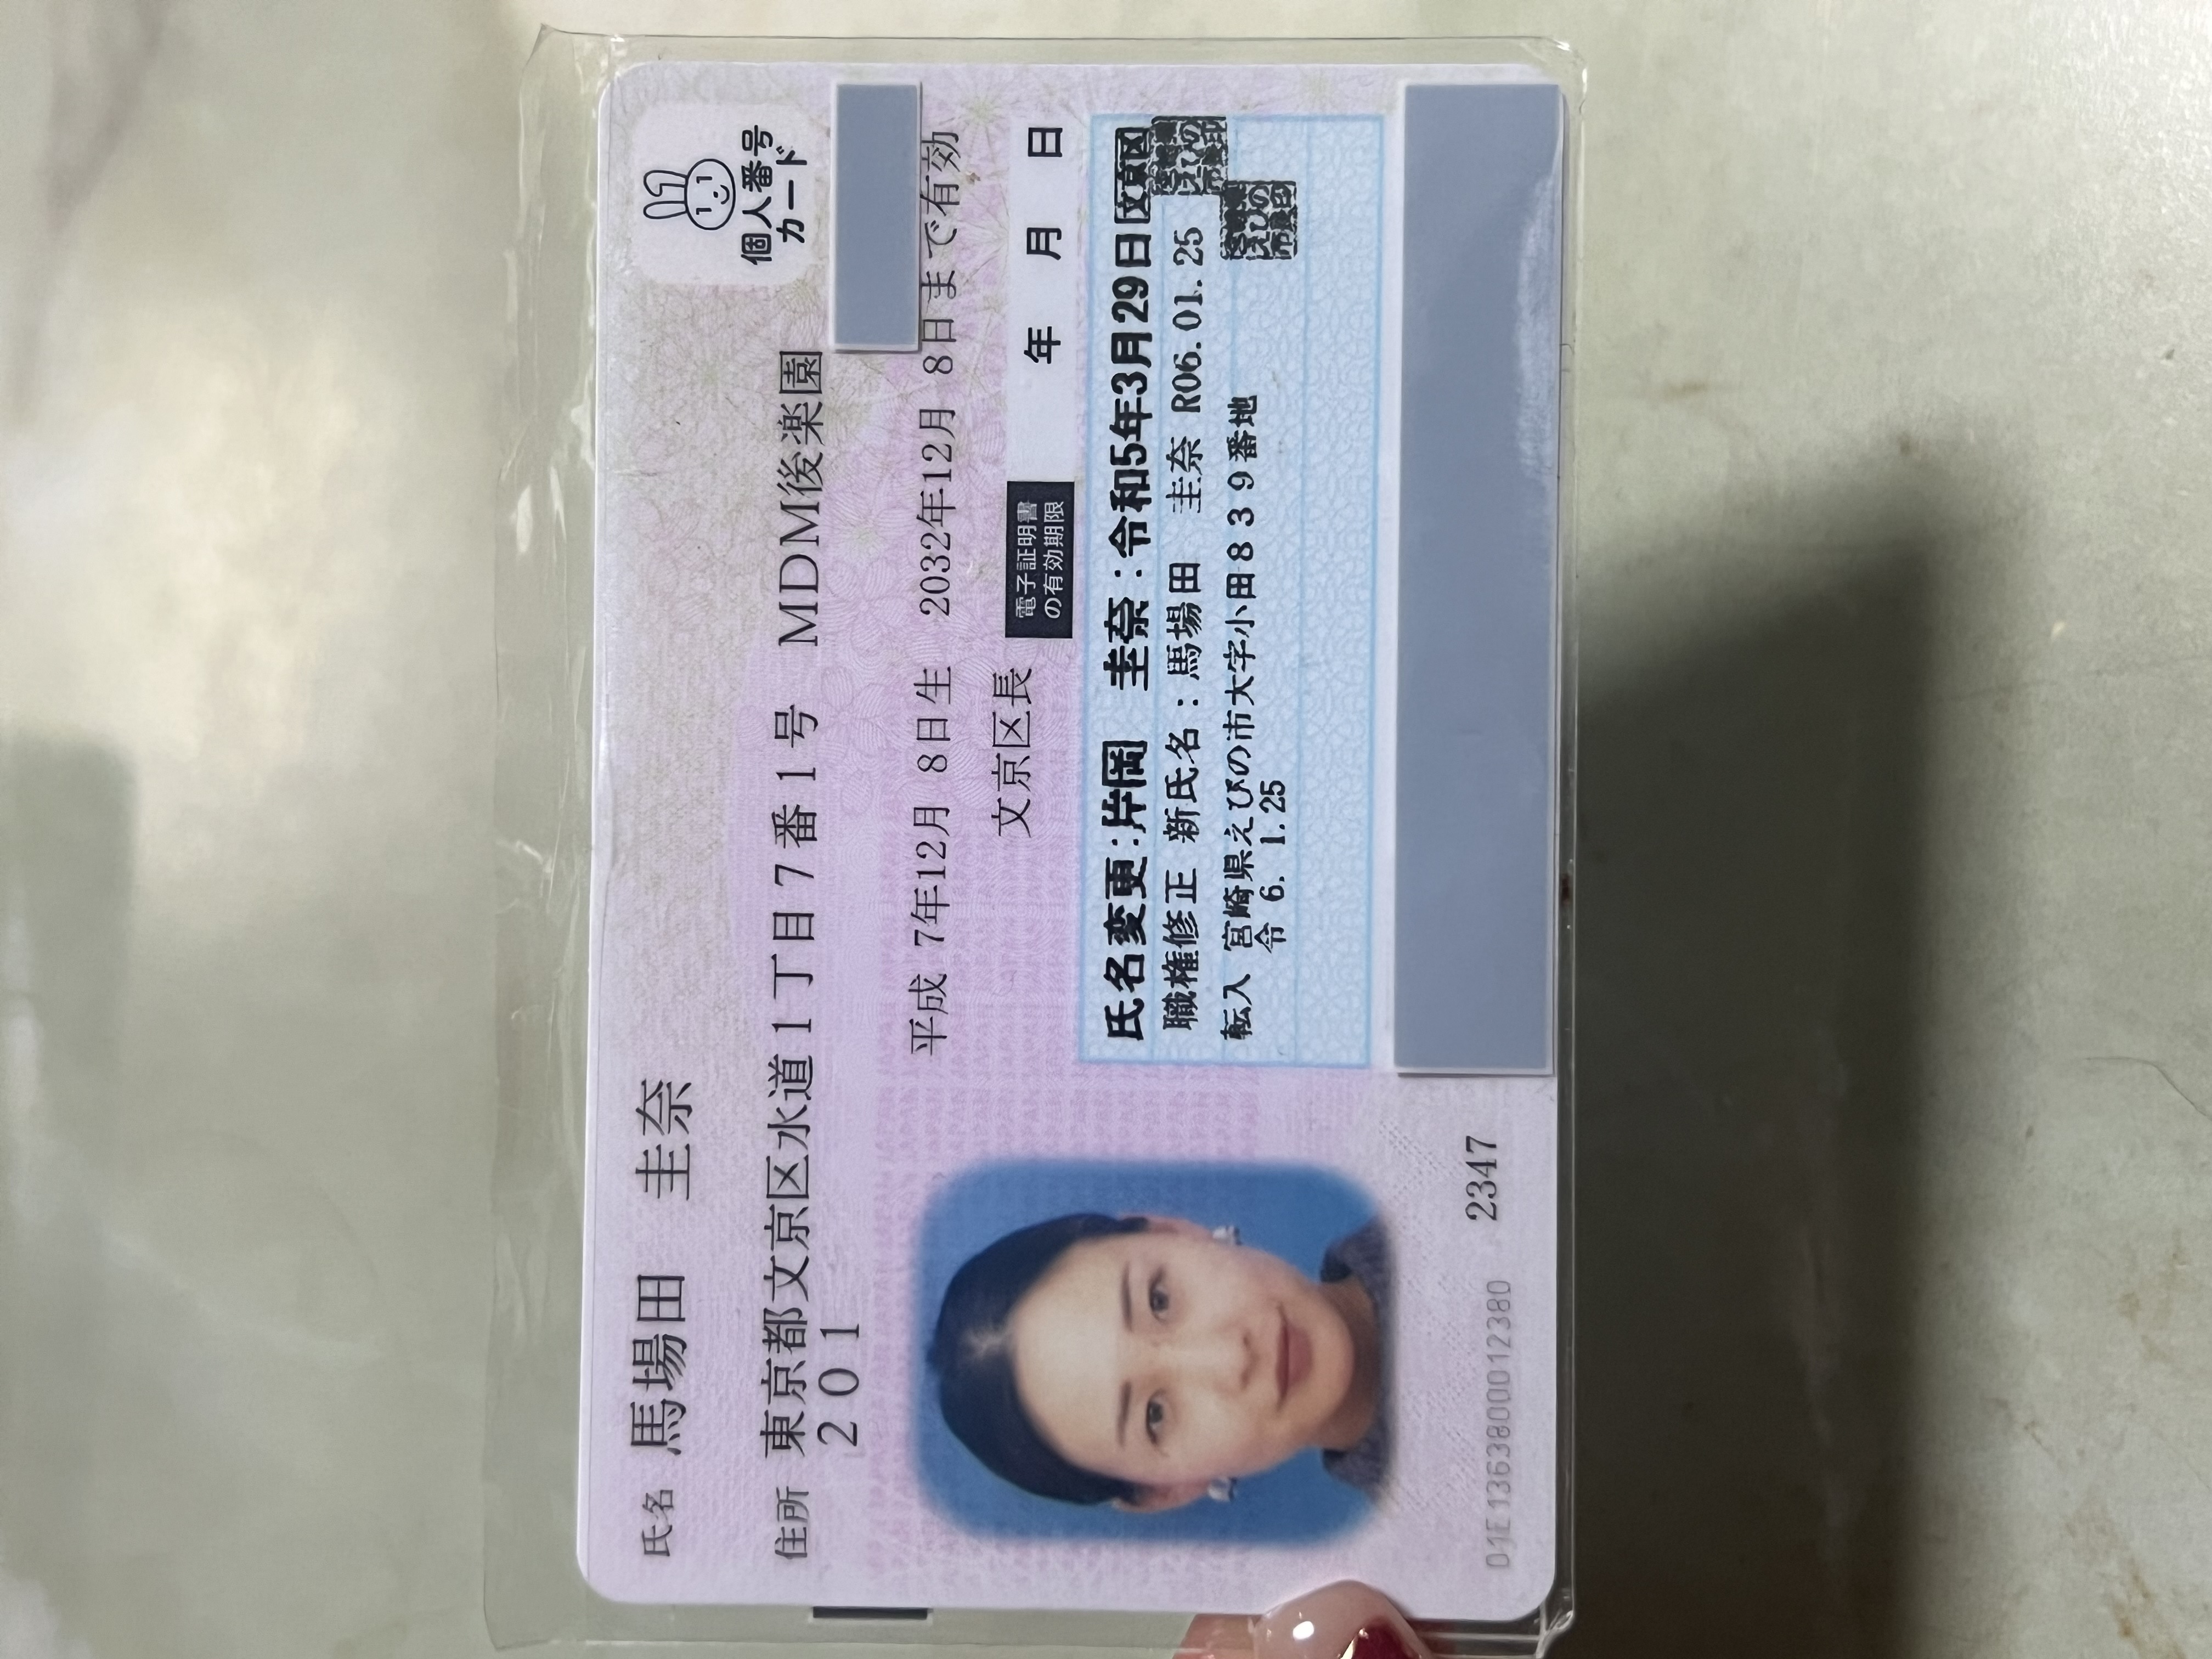 氏名 馬場田 圭奈
個人番号
カード
住所 東京都文京区水道1丁目7番1号 MDM後楽園
201
平成 7年12月 8日生 2032年12月 8日まで有効
文京区長
電子証明書
の有効期限
年 月 日
氏名変更:片岡 圭奈:令和5年3月29日 文京区
職権修正 新氏名:馬場田 圭奈 R06.01.25
転入 宮崎県えびの市大字小田839番地
令 6. 1.25
2347
01E1363800012380